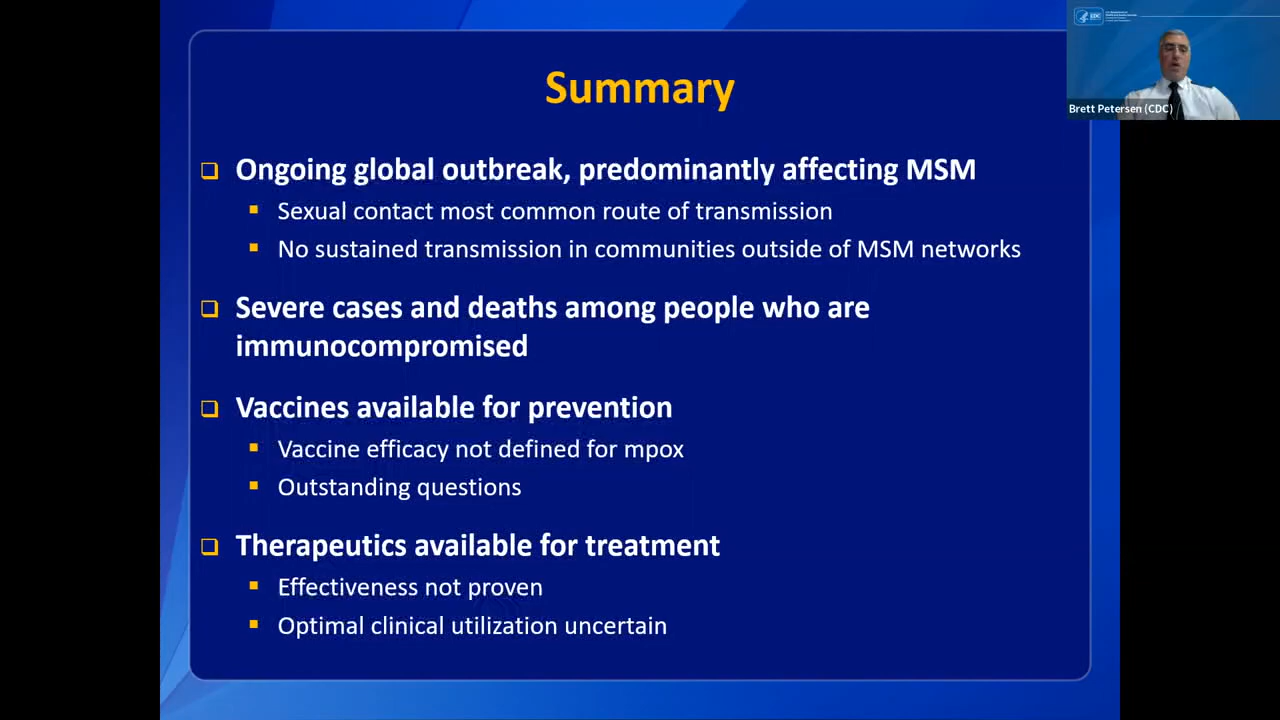 Summary
Ongoing global outbreak, predominantly affecting MSM
Sexual contact most common route of transmission
No sustained transmission in communities outside of MSM networks
Severe cases and deaths among people who are
immunocompromised
Vaccines available for prevention
Vaccine efficacy not defined for mpox
Outstanding questions
Therapeutics available for treatment
Effectiveness not proven
Optimal clinical utilization uncertain
CDC
Brett Petersen (CDC)